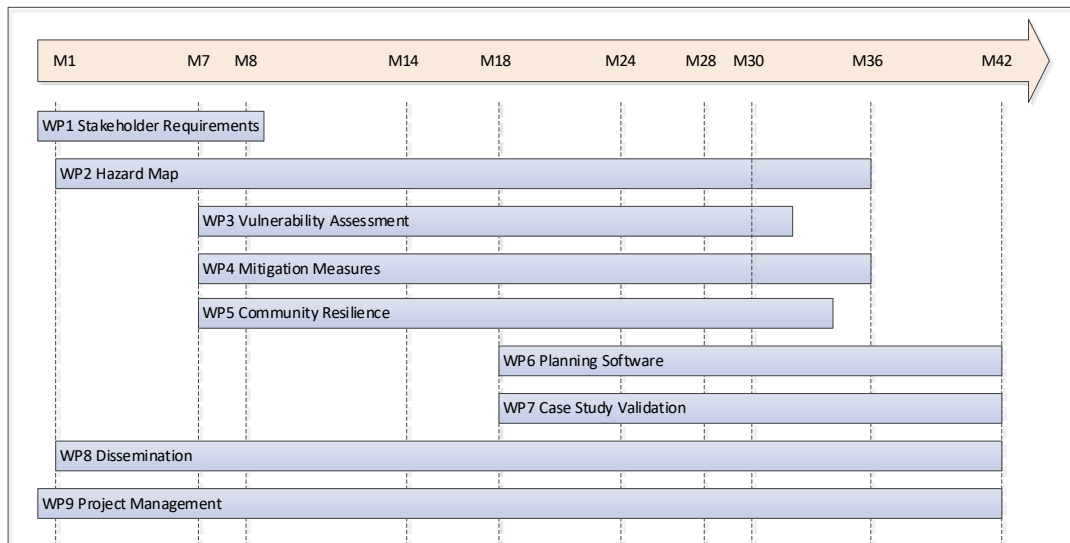 M1 M7 M8 M14 M18 M24 M28 M30 M36 M42
WP1 Stakeholder Requirements
WP2 Hazard Map
WP3 Vulnerability Assessment
WP4 Mitigation Measures
WP5 Community Resilience
WP6 Planning Software
WP7 Case Study Validation
WP8 Dissemination
WP9 Project Management